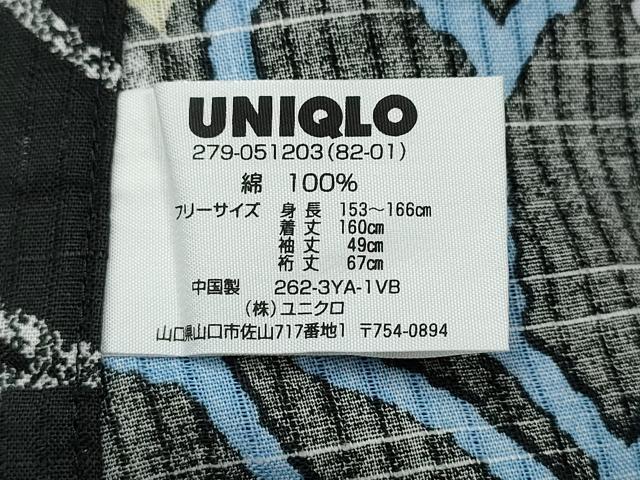 UNIQLO
279-051203(82-01)
綿 100%
フリーサイズ 身長 153〜166cm
着丈 160cm
袖丈 49cm
裄丈 67cm
中国製 262-3YA-1VB
(株)ユニクロ
山口県山口市佐山717番地1 〒754-0894